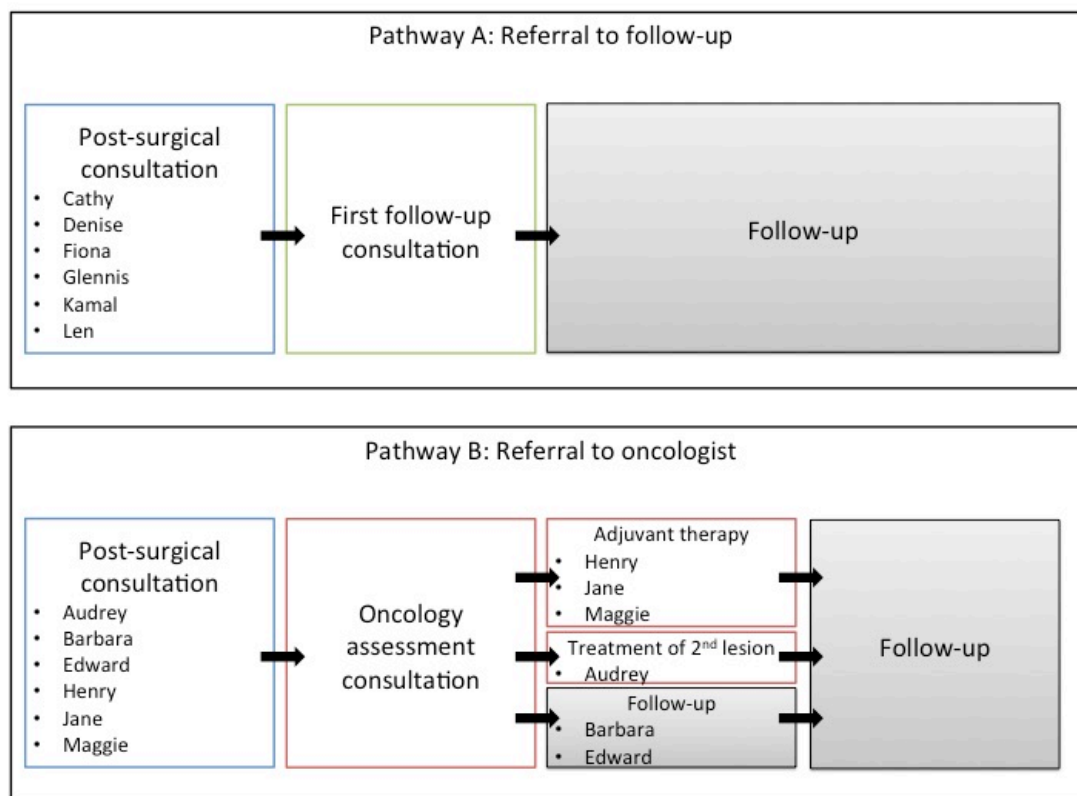 Pathway A: Referral to follow-up
Post-surgical
consultation
• Cathy
• Denise
• Fiona
• Glennis
• Kamal
• Len
First follow-up
consultation
Follow-up
Pathway B: Referral to oncologist
Post-surgical
consultation
• Audrey
• Barbara
• Edward
• Henry
• Jane
• Maggie
Oncology
assessment
consultation
Adjuvant therapy
• Henry
• Jane
• Maggie
Treatment of 2nd lesion
• Audrey
Follow-up
• Barbara
• Edward
Follow-up